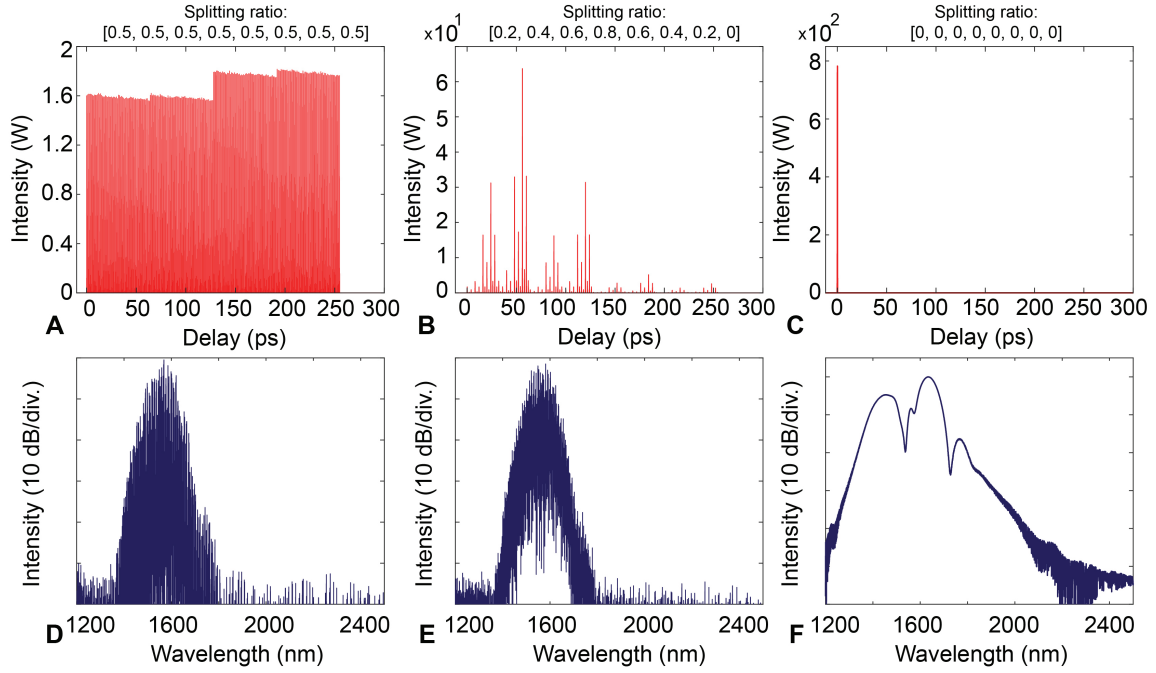 Splitting ratio:
[0.5, 0.5, 0.5, 0.5, 0.5, 0.5, 0.5, 0.5]
Intensity (W)
2
1.6
1.2
0.8
0.4
0
0 50 100 150 200 250 300
A
Delay (ps)
Splitting ratio:
[0.2, 0.4, 0.6, 0.8, 0.6, 0.4, 0.2, 0]
×10¹
Intensity (W)
6
5
4
3
2
1
0
0 50 100 150 200 250 300
B
Delay (ps)
Splitting ratio:
[0, 0, 0, 0, 0, 0, 0, 0]
×10²
Intensity (W)
8
6
4
2
0
0 50 100 150 200 250 300
C
Delay (ps)
Intensity (10 dB/div.)
1200 1600 2000 2400
D
Wavelength (nm)
Intensity (10 dB/div.)
1200 1600 2000 2400
E
Wavelength (nm)
Intensity (10 dB/div.)
1200 1600 2000 2400
F
Wavelength (nm)